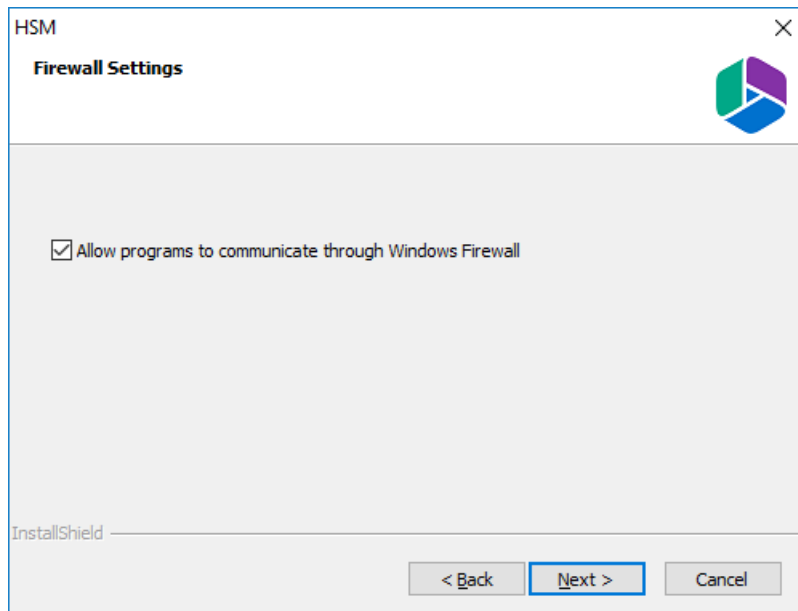 HSM
Firewall Settings
Allow programs to communicate through Windows Firewall
InstallShield
< Back
Next >
Cancel